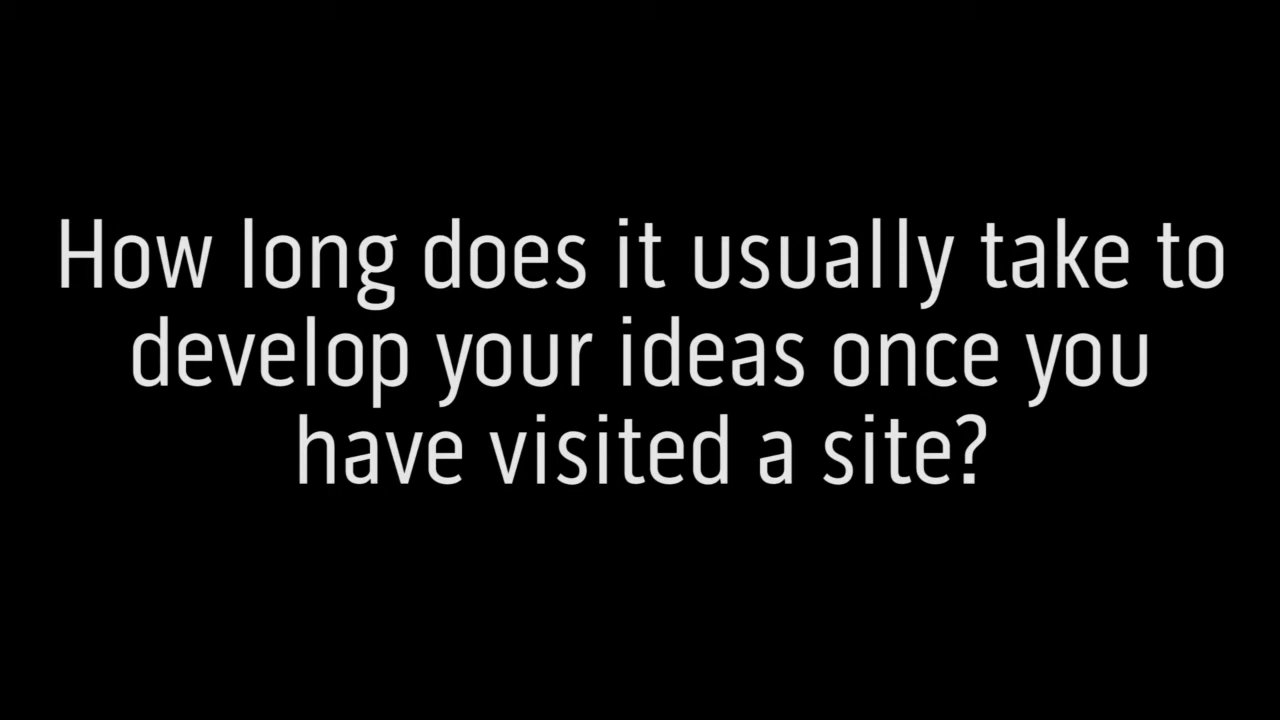 How long does it usually take to
develop your ideas once you
have visited a site?